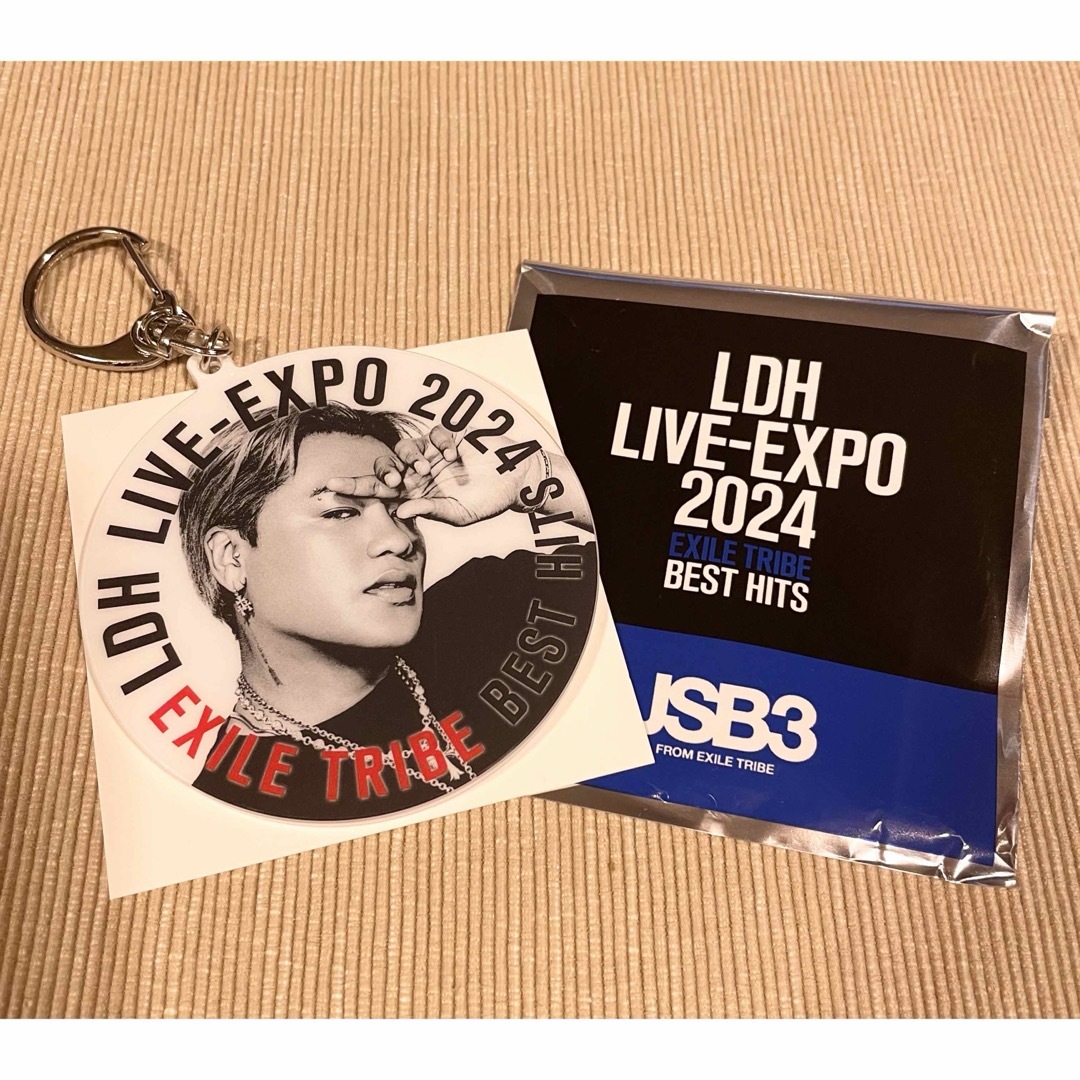 LDH LIVE-EXPO 2024
EXILE TRIBE BEST HITS
LDH
LIVE-EXPO
2024
EXILE TRIBE
BEST HITS
JSB3
FROM EXILE TRIBE